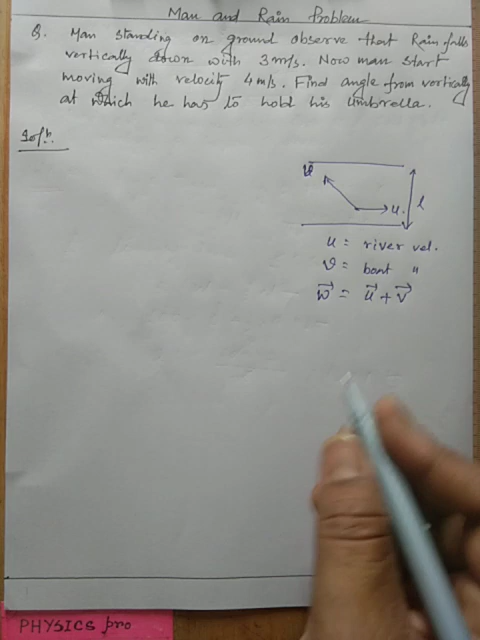 Man and Rain Problem
Q. Man standing on ground observe that Rain falls
vertically down with 3m/s. Now man start
moving with velocity 4m/s. Find angle from vertically
at which he has to hold his umbrella.
Solⁿ.
v
u.
l
u = river vel.
v = boat "
w⃗ = u⃗ + v⃗
PHYSICS pro